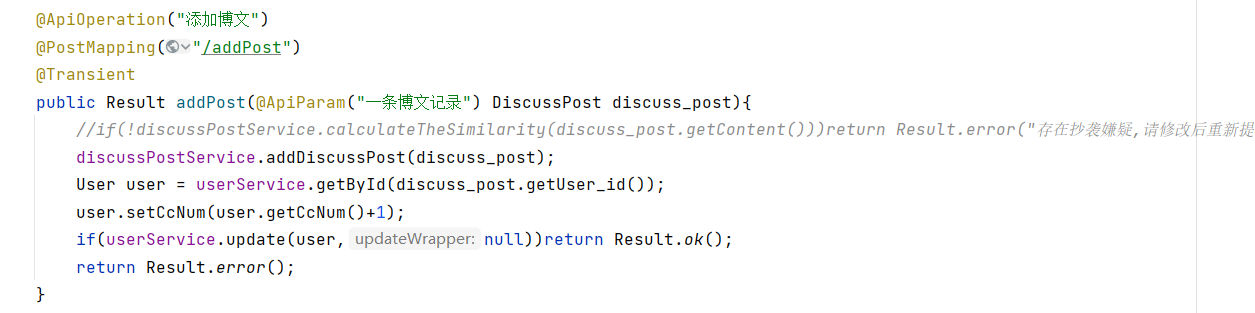 @ApiOperation("添加博文")
@PostMapping("/addPost")
@Transient
public Result addPost(@ApiParam("一条博文记录") DiscussPost discuss_post){
//if(!discussPostService.calculateTheSimilarity(discuss_post.getContent()))return Result.error("存在抄袭嫌疑,请修改后重新提
discussPostService.addDiscussPost(discuss_post);
User user = userService.getById(discuss_post.getUser_id());
user.setCcNum(user.getCcNum()+1);
if(userService.update(user, updateWrapper: null))return Result.ok();
return Result.error();
}